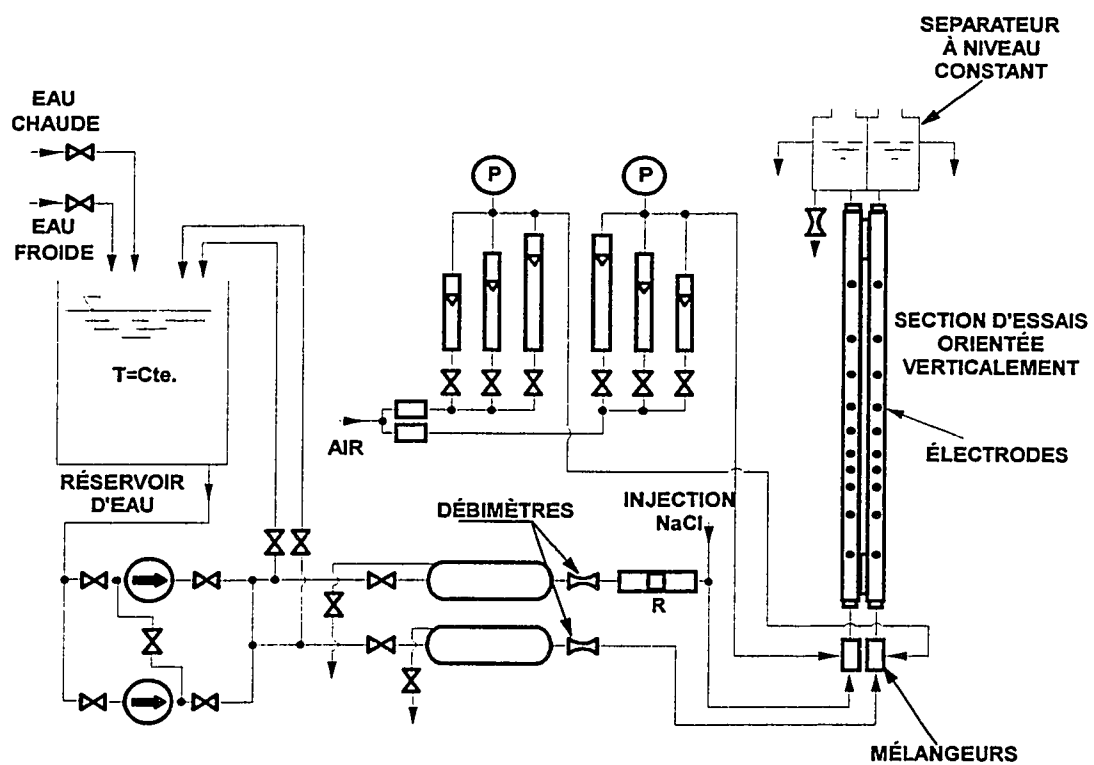 SEPARATEUR
À NIVEAU
CONSTANT
EAU
CHAUDE
EAU
FROIDE
P
P
T=Cte.
SECTION D'ESSAIS
ORIENTÉE
VERTICALEMENT
AIR
ÉLECTRODES
RÉSERVOIR
D'EAU
DÉBIMÈTRES
INJECTION
NaCl
R
MÉLANGEURS